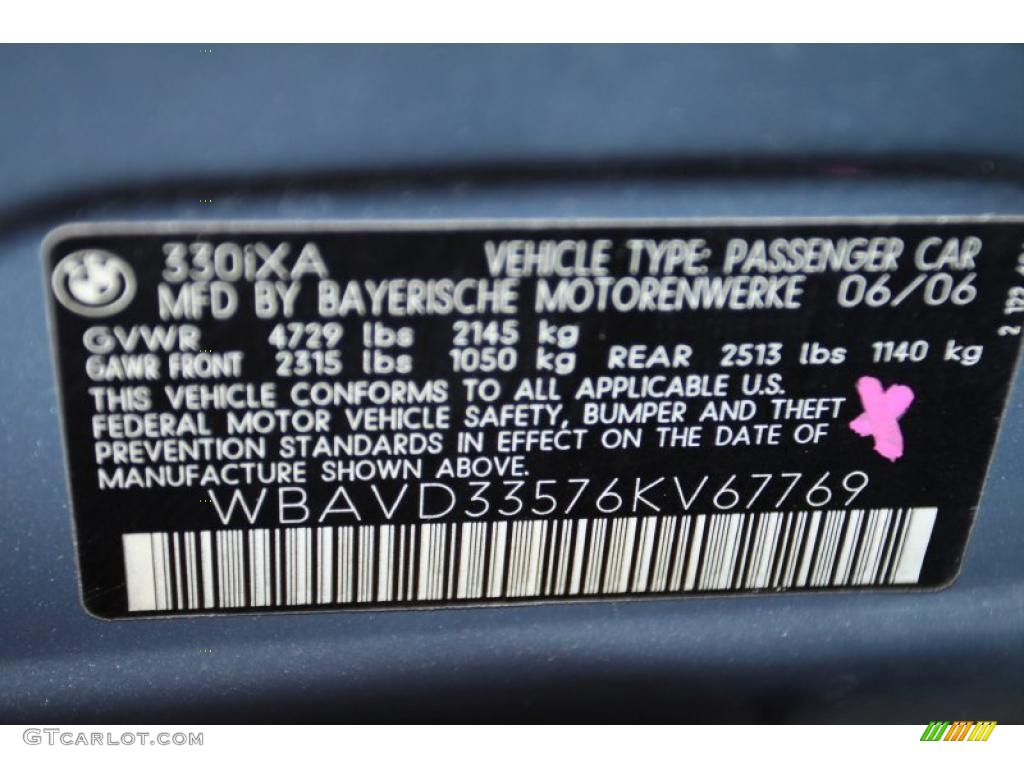 330iXA VEHICLE TYPE: PASSENGER CAR
MFD BY BAYERISCHE MOTORENWERKE 06/06
GVWR 4729 lbs 2145 kg
GAWR FRONT 2315 lbs 1050 kg REAR 2513 lbs 1140 kg
THIS VEHICLE CONFORMS TO ALL APPLICABLE U.S.
FEDERAL MOTOR VEHICLE SAFETY, BUMPER AND THEFT
PREVENTION STANDARDS IN EFFECT ON THE DATE OF
MANUFACTURE SHOWN ABOVE.
WBAVD33576KV67769
2 122
GTCarLot.com